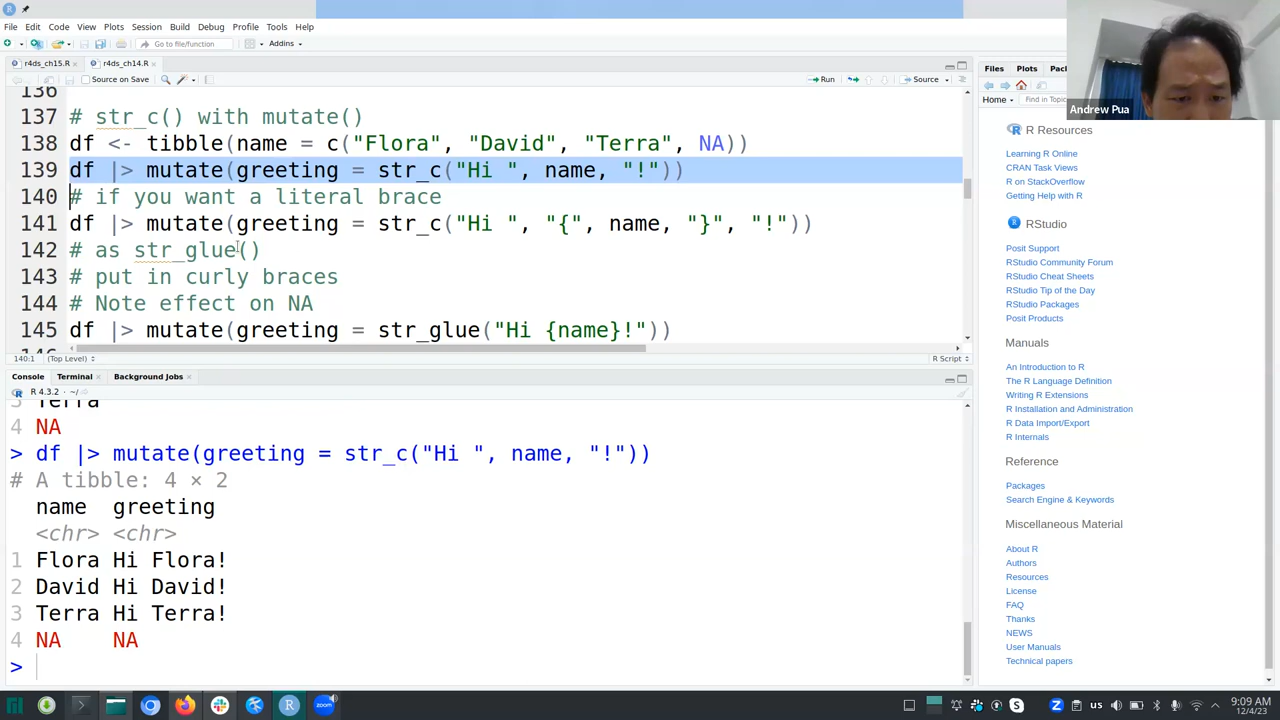 File Edit Code View Plots Session Build Debug Profile Tools Help
Go to file/function Addins
r4ds_ch15.R r4ds_ch14.R
Source on Save Run Source
136
137 # str_c() with mutate()
138 df <- tibble(name = c("Flora", "David", "Terra", NA))
139 df |> mutate(greeting = str_c("Hi ", name, "!"))
140 # if you want a literal brace
141 df |> mutate(greeting = str_c("Hi ", "{", name, "}", "!"))
142 # as str_glue()
143 # put in curly braces
144 # Note effect on NA
145 df |> mutate(greeting = str_glue("Hi {name}!"))
140:1 (Top Level) R Script
Console Terminal Background Jobs
R 4.3.2 · ~/
3 Terra
4 NA
> df |> mutate(greeting = str_c("Hi ", name, "!"))
# A tibble: 4 × 2
name greeting
<chr> <chr>
1 Flora Hi Flora!
2 David Hi David!
3 Terra Hi Terra!
4 NA NA
>
Andrew Pua
Files Plots
Home Find in Topic
R Resources
Learning R Online
CRAN Task Views
R on StackOverflow
Getting Help with R
RStudio
Posit Support
RStudio Community Forum
RStudio Cheat Sheets
RStudio Tip of the Day
RStudio Packages
Posit Products
Manuals
An Introduction to R
The R Language Definition
Writing R Extensions
R Installation and Administration
R Data Import/Export
R Internals
Reference
Packages
Search Engine & Keywords
Miscellaneous Material
About R
Authors
Resources
License
FAQ
Thanks
NEWS
User Manuals
Technical papers
zoom
us
9:09 AM
12/4/23